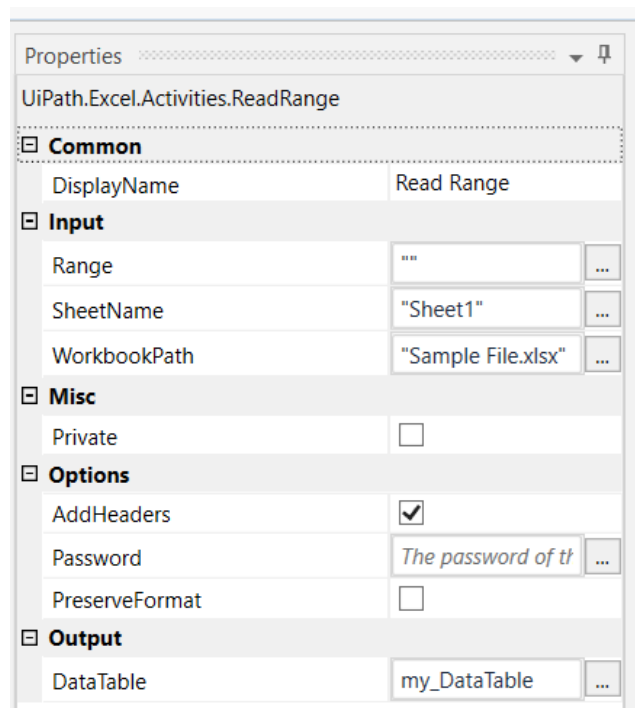 Properties
UiPath.Excel.Activities.ReadRange
Common
DisplayName Read Range
Input
Range "" ...
SheetName "Sheet1" ...
WorkbookPath "Sample File.xlsx" ...
Misc
Private
Options
AddHeaders
Password The password of th ...
PreserveFormat
Output
DataTable my_DataTable ...